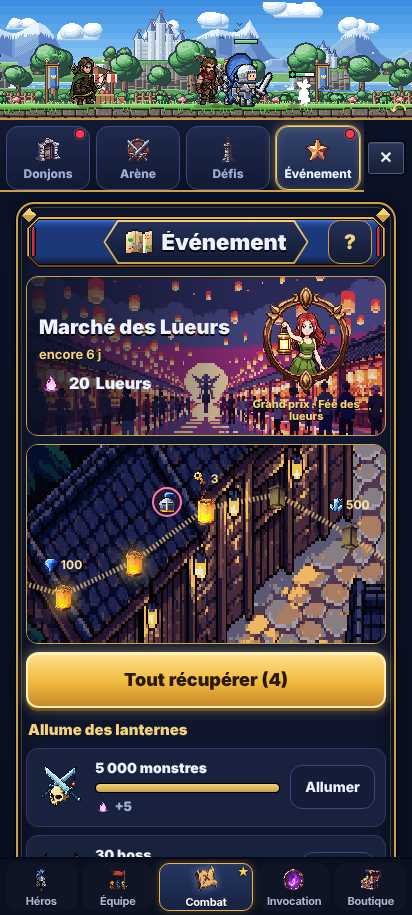 Donjons
Arène
Défis
Événement
×
Événement
?
Marché des Lueurs
encore 6 j
20 Lueurs
Grand prix : Fée des
lueurs
3
500
100
Tout récupérer (4)
Allume des lanternes
5 000 monstres
+5
Allumer
30 boss
Héros
Équipe
Combat
Invocation
Boutique